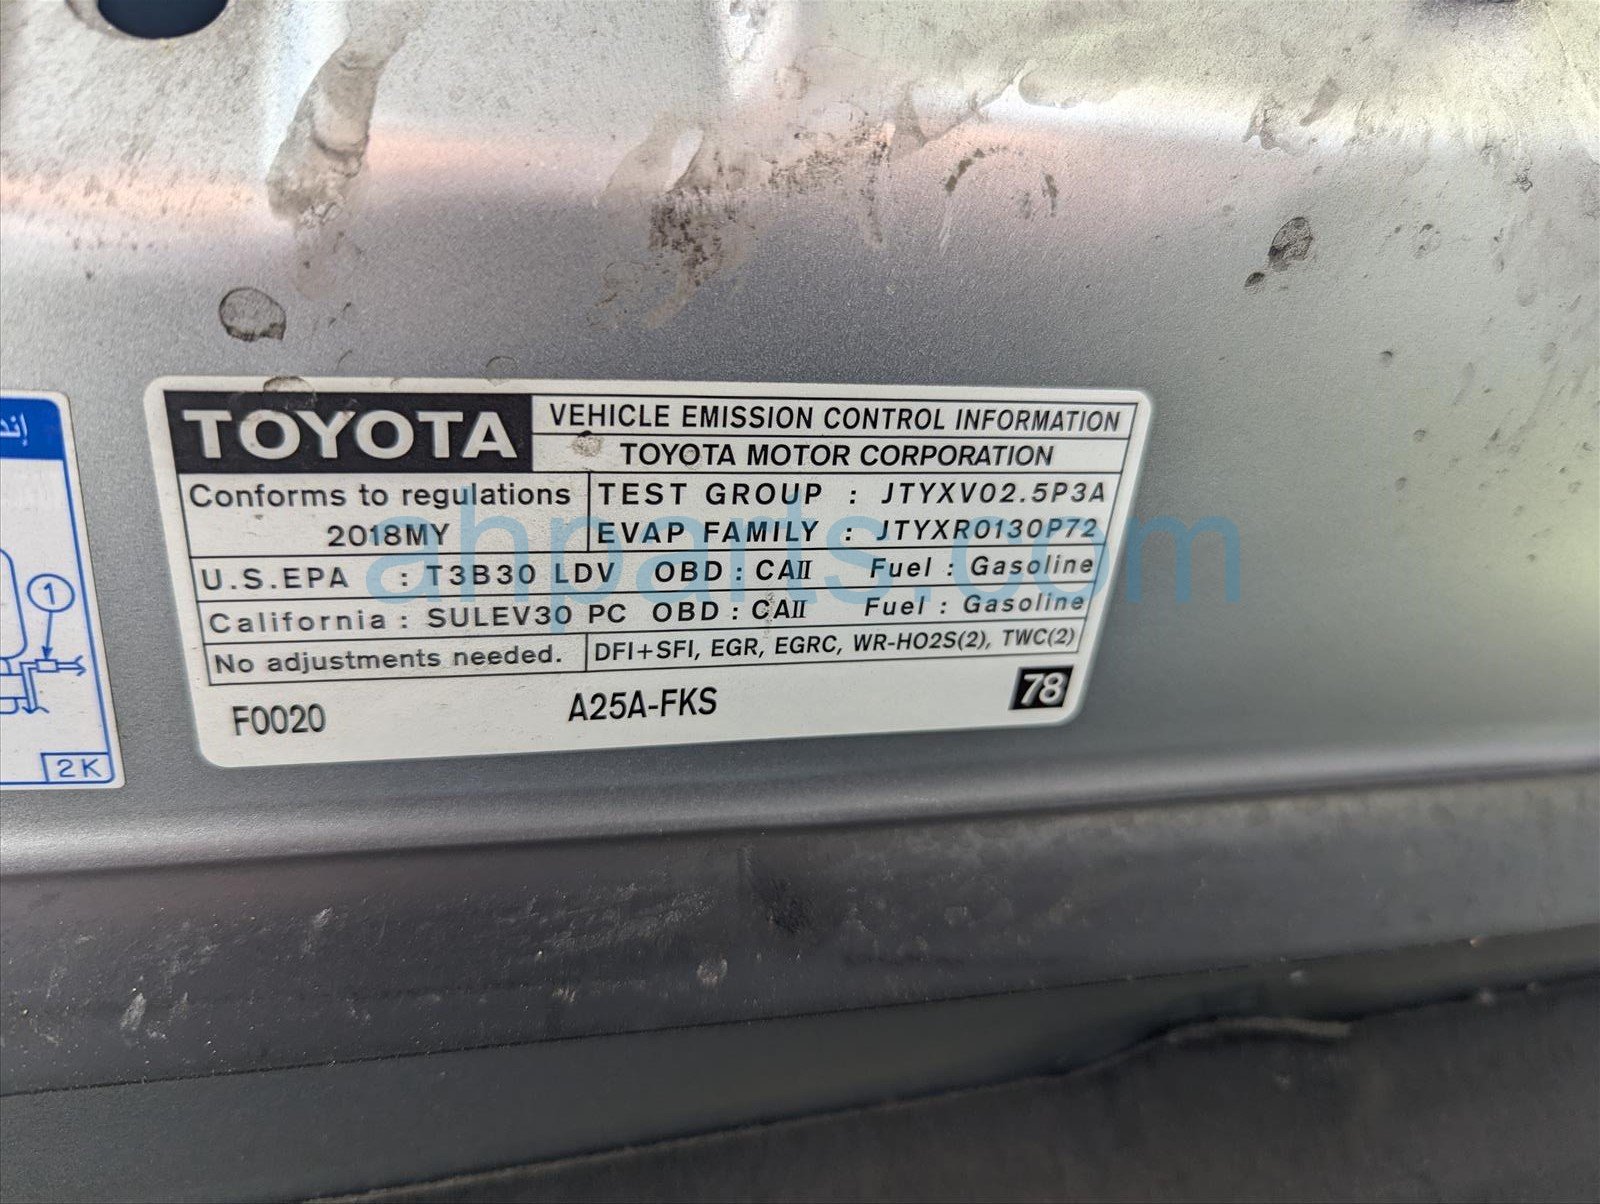 TOYOTA
VEHICLE EMISSION CONTROL INFORMATION
TOYOTA MOTOR CORPORATION
Conforms to regulations
2018MY
TEST GROUP : JTYXV02.5P3A
EVAP FAMILY : JTYXR0130P72
U.S.EPA : T3B30 LDV OBD : CAII Fuel : Gasoline
California : SULEV30 PC OBD : CAII Fuel : Gasoline
No adjustments needed. DFI+SFI, EGR, EGRC, WR-HO2S(2), TWC(2)
F0020 A25A-FKS 78
1
2K
ahparts.com